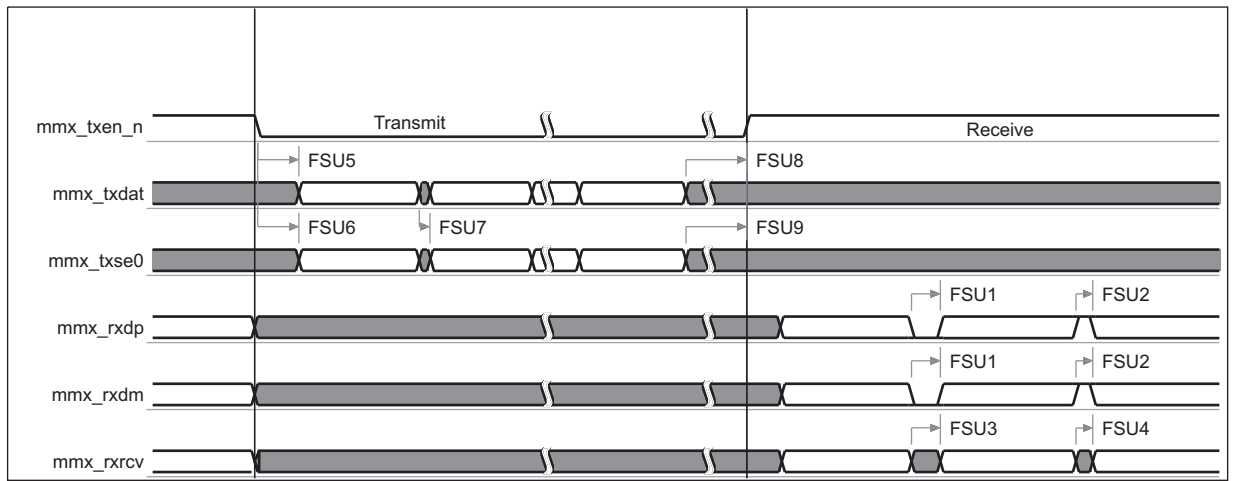 mmx_txen_n
Transmit
Receive
FSU5
FSU8
mmx_txdat
FSU6
FSU7
FSU9
mmx_txse0
FSU1
FSU2
mmx_rxdp
FSU1
FSU2
mmx_rxdm
FSU3
FSU4
mmx_rxrcv